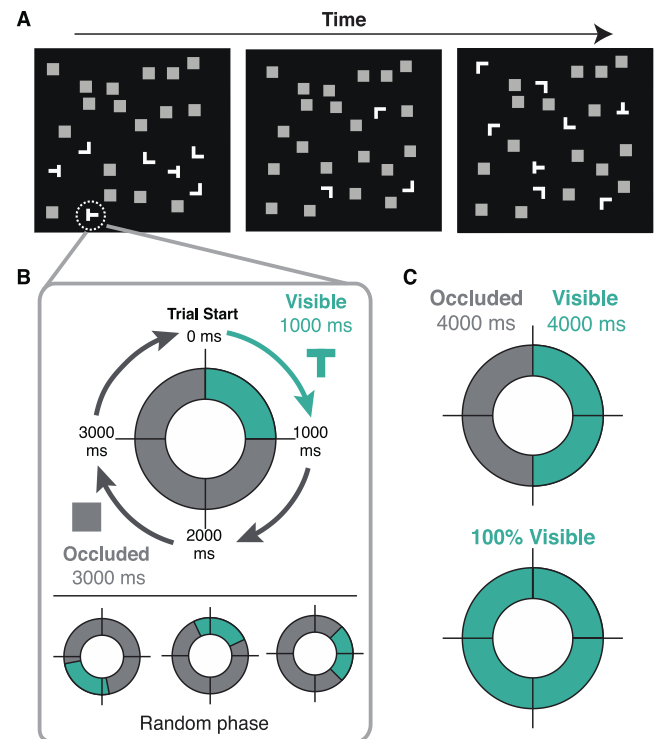 A
Time
B
Trial Start
0 ms
Visible
1000 ms
3000
ms
1000
ms
2000
ms
Occluded
3000 ms
Random phase
C
Occluded
4000 ms
Visible
4000 ms
100% Visible